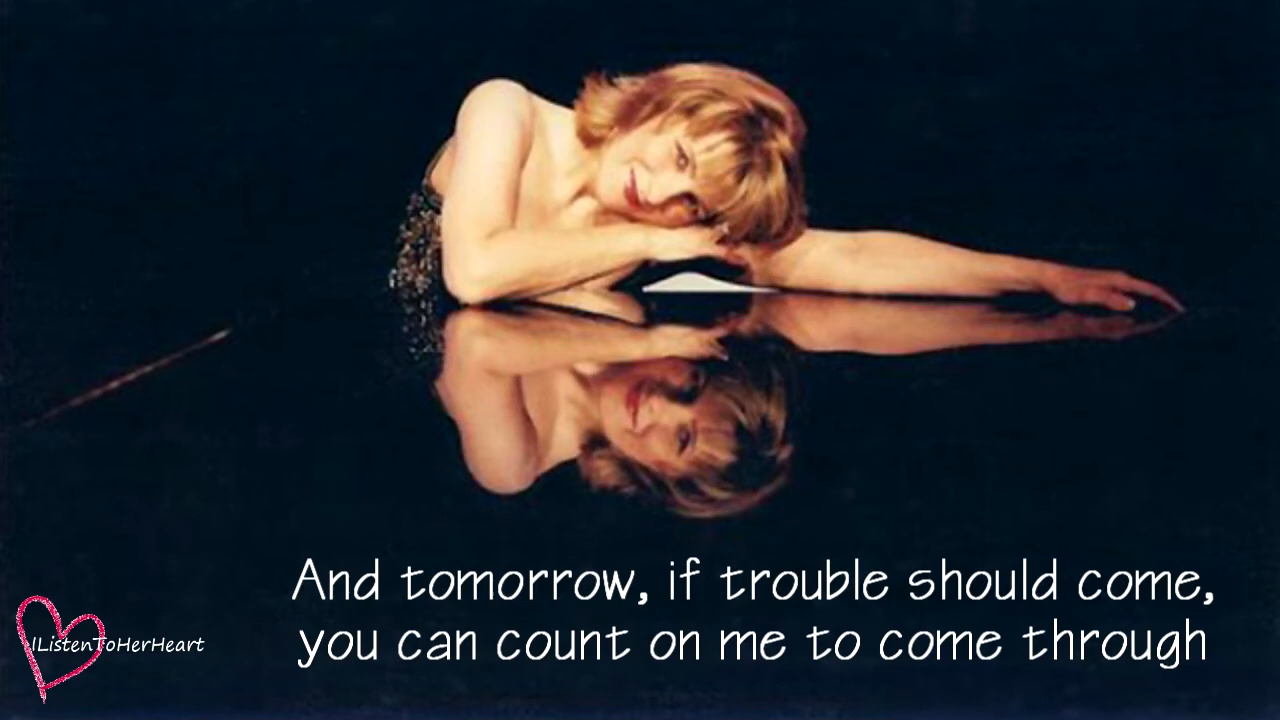 And tomorrow, if trouble should come,
you can count on me to come through
IListenToHerHeart